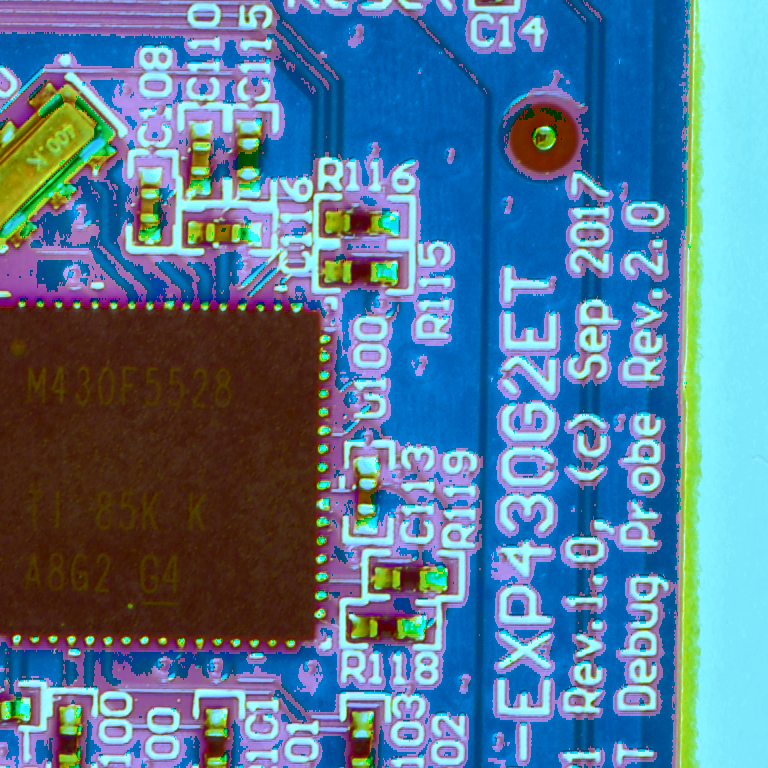 C14
C108
C115
400.K
R116
C116
R115
U100
M430F5528
TI 85K K
A8G2 G4
C113
R119
R118
-EXP430G2ET
Rev.1.0, (c) Sep 2017
Debug Probe Rev.2.0